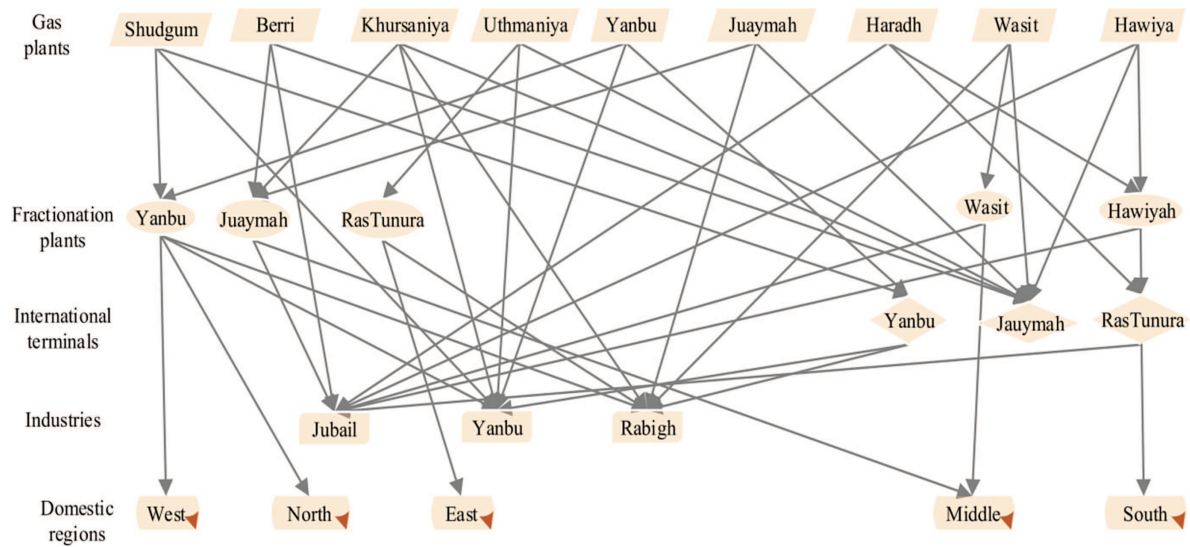 Gas
plants
Shudgum
Berri
Khursaniya
Uthmaniya
Yanbu
Juaymah
Haradh
Wasit
Hawiya
Fractionation
plants
Yanbu
Juaymah
RasTunura
Wasit
Hawiyah
International
terminals
Yanbu
Jauymah
RasTunura
Industries
Jubail
Yanbu
Rabigh
Domestic
regions
West
North
East
Middle
South